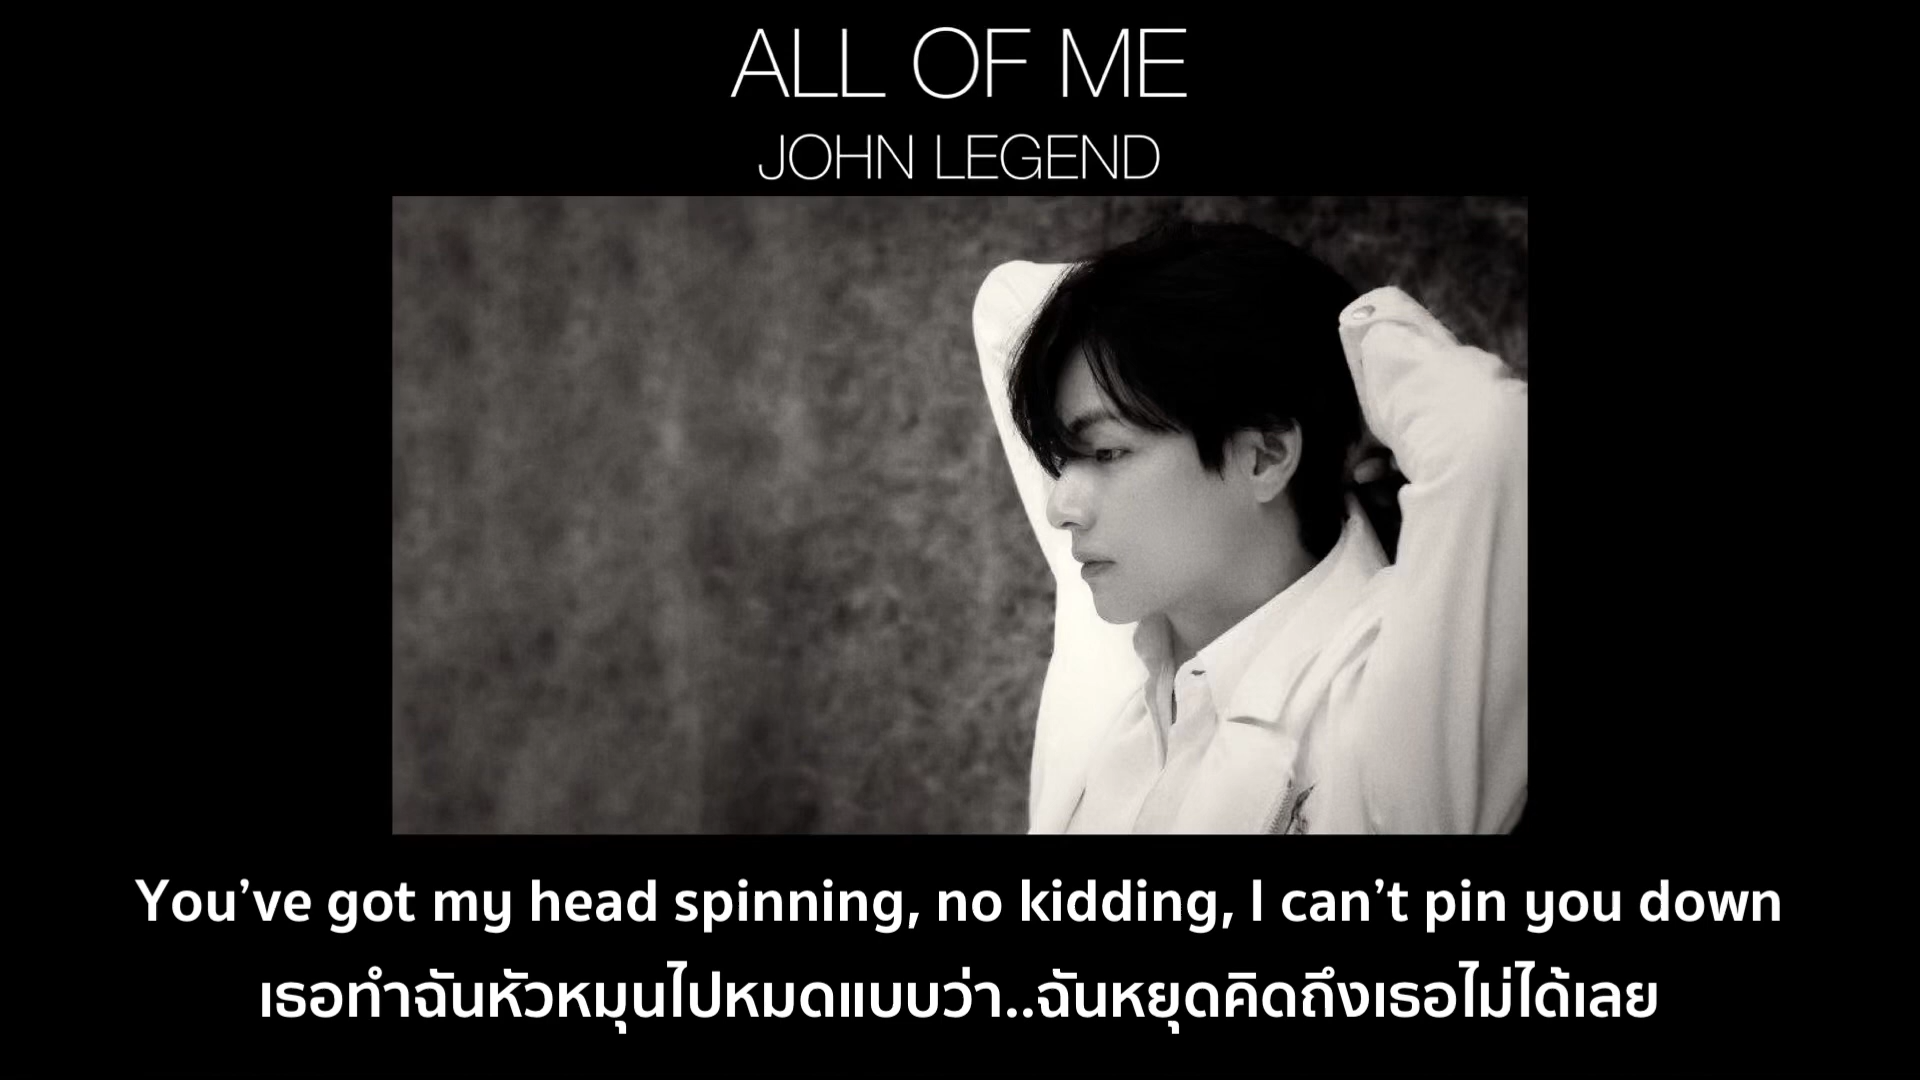 ALL OF ME
JOHN LEGEND
You’ve got my head spinning, no kidding, I can’t pin you down
เธอทำฉันหัวหมุนไปหมดแบบว่า..ฉันหยุดคิดถึงเธอไม่ได้เลย